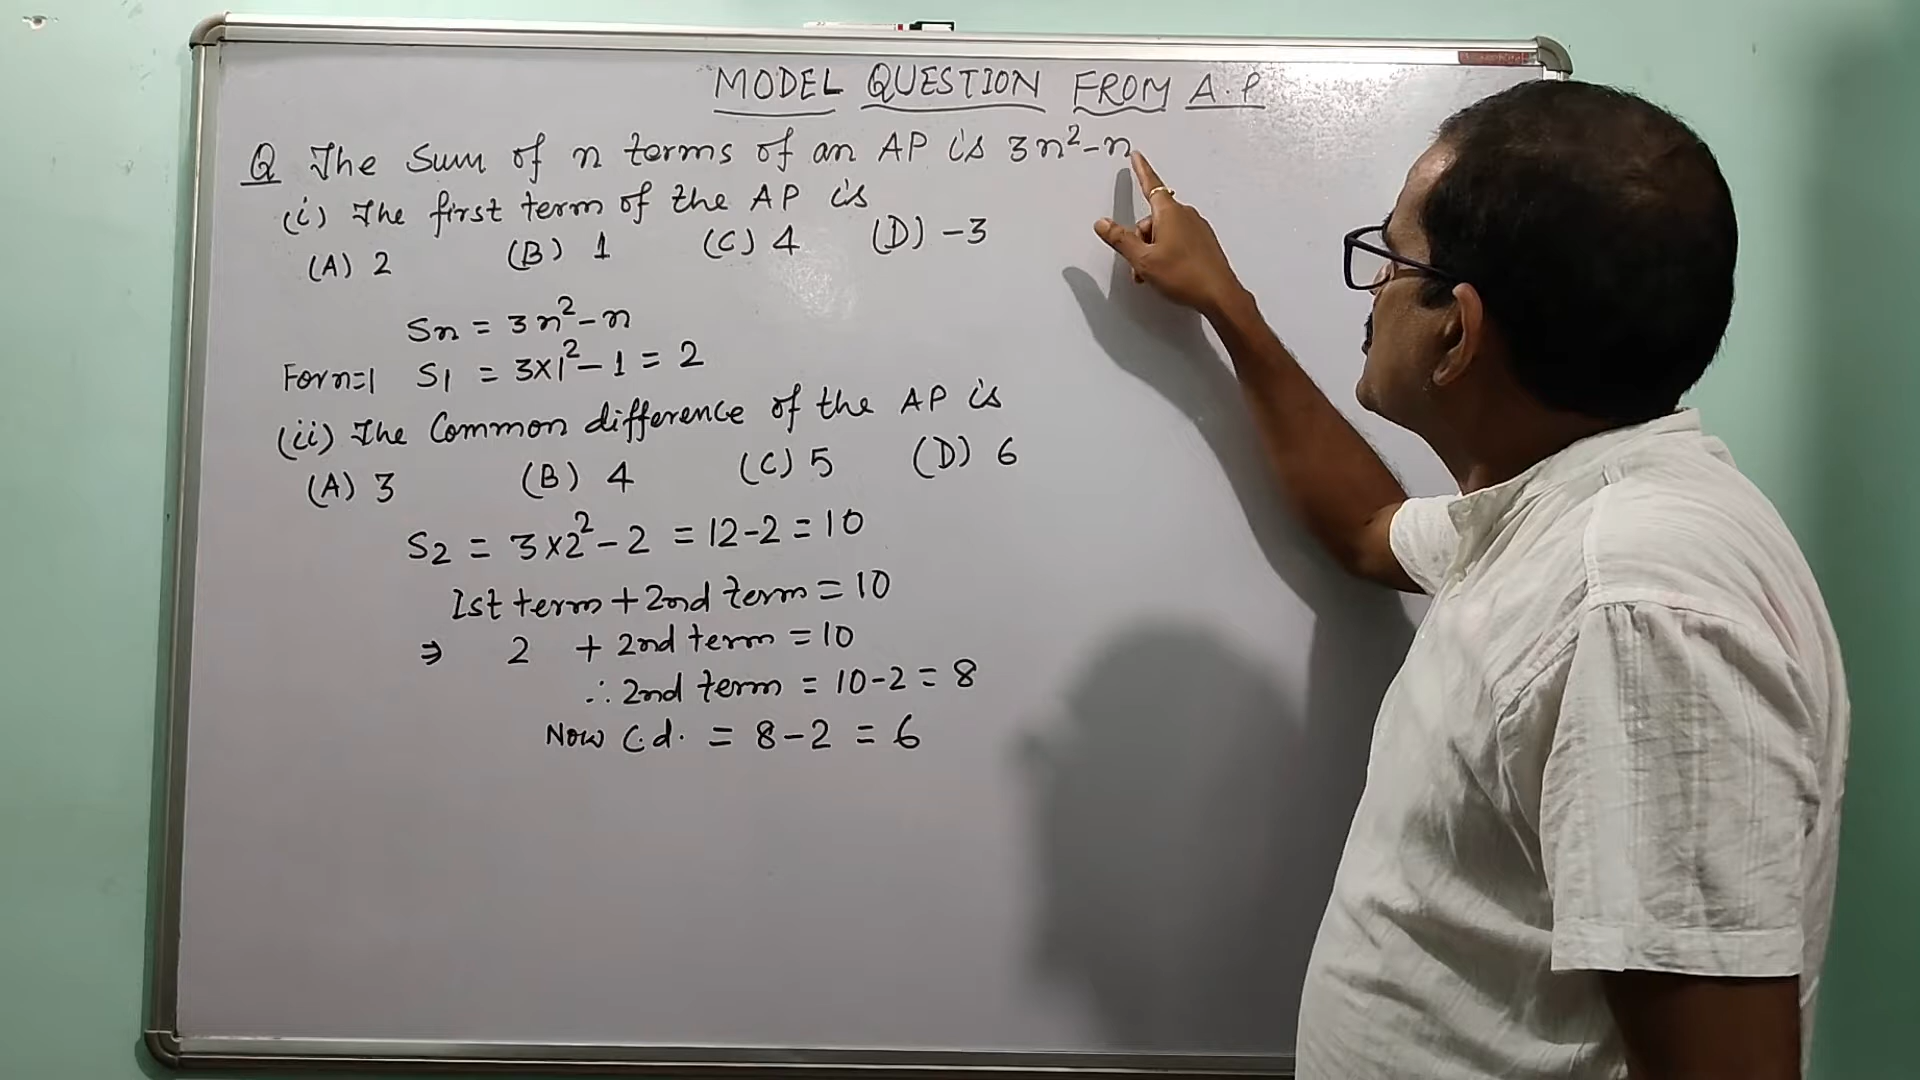 MODEL QUESTION FROM A.P
Q The Sum of n terms of an AP is 3n²-n
(i) The first term of the AP is
(A) 2 (B) 1 (C) 4 (D) -3
Sn = 3n²-n
For n=1 S1 = 3×1²-1 = 2
(ii) The Common difference of the AP is
(A) 3 (B) 4 (C) 5 (D) 6
S2 = 3×2²-2 = 12-2 = 10
1st term + 2nd term = 10
⇒ 2 + 2nd term = 10
∴ 2nd term = 10-2 = 8
Now C.d. = 8-2 = 6